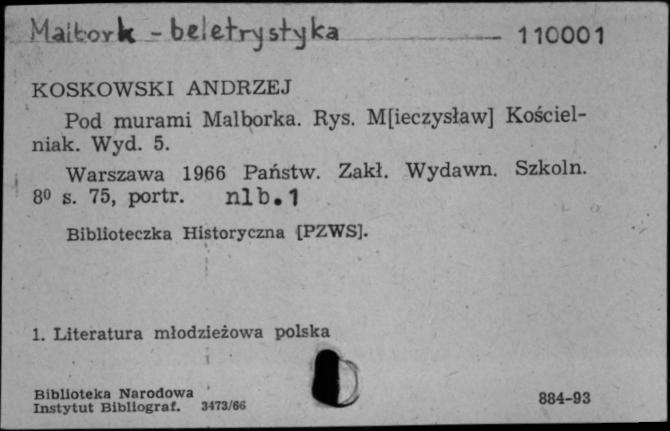 Malbork - beletrystyka 110001
KOSKOWSKI ANDRZEJ
Pod murami Malborka. Rys. M[ieczysław] Kościel-
niak. Wyd. 5.
Warszawa 1966 Państw. Zakł. Wydawn. Szkoln.
8⁰ s. 75, portr. nlb.1
Biblioteczka Historyczna [PZWS].
1. Literatura młodzieżowa polska
Biblioteka Narodowa
Instytut Bibliograf. 3473/66
884-93